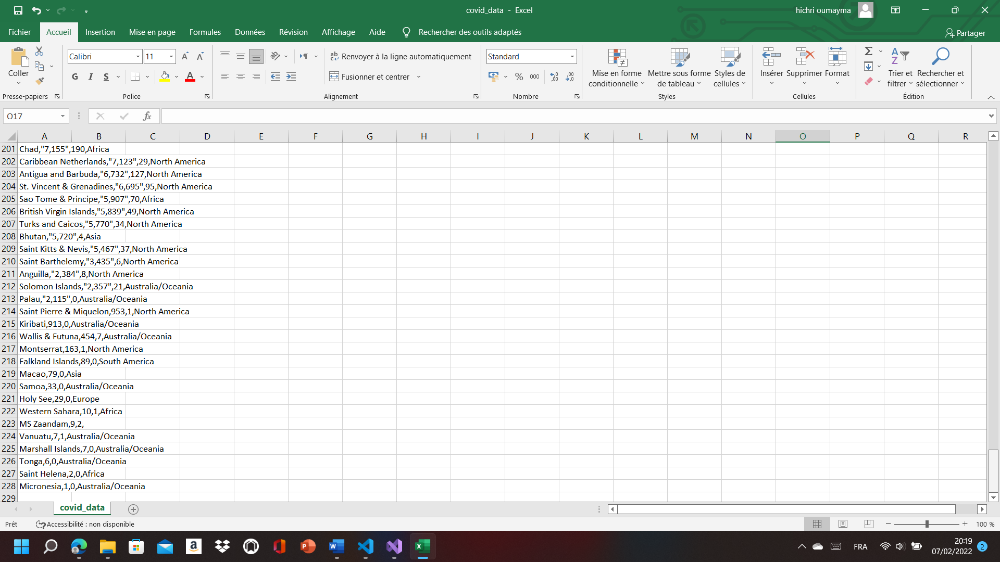 covid_data - Excel
hichri oumayma
Fichier Accueil Insertion Mise en page Formules Données Révision Affichage Aide Rechercher des outils adaptés Partager
Coller
Presse-papiers
Calibri 11
G I S
Police
Renvoyer à la ligne automatiquement
Fusionner et centrer
Alignement
Standard
% 000
Nombre
Mise en forme conditionnelle
Mettre sous forme de tableau
Styles de cellules
Styles
Insérer Supprimer Format
Cellules
Trier et filtrer
Rechercher et sélectionner
Édition
O17 fx
A B C D E F G H I J K L M N O P Q R
201 Chad,"7,155",190,Africa
202 Caribbean Netherlands,"7,123",29,North America
203 Antigua and Barbuda,"6,732",127,North America
204 St. Vincent & Grenadines,"6,695",95,North America
205 Sao Tome & Principe,"5,907",70,Africa
206 British Virgin Islands,"5,839",49,North America
207 Turks and Caicos,"5,770",34,North America
208 Bhutan,"5,720",4,Asia
209 Saint Kitts & Nevis,"5,467",37,North America
210 Saint Barthelemy,"3,435",6,North America
211 Anguilla,"2,384",8,North America
212 Solomon Islands,"2,357",21,Australia/Oceania
213 Palau,"2,115",0,Australia/Oceania
214 Saint Pierre & Miquelon,953,1,North America
215 Kiribati,913,0,Australia/Oceania
216 Wallis & Futuna,454,7,Australia/Oceania
217 Montserrat,163,1,North America
218 Falkland Islands,89,0,South America
219 Macao,79,0,Asia
220 Samoa,33,0,Australia/Oceania
221 Holy See,29,0,Europe
222 Western Sahara,10,1,Africa
223 MS Zaandam,9,2,
224 Vanuatu,7,1,Australia/Oceania
225 Marshall Islands,7,0,Australia/Oceania
226 Tonga,6,0,Australia/Oceania
227 Saint Helena,2,0,Africa
228 Micronesia,1,0,Australia/Oceania
229
covid_data
Prêt Accessibilité : non disponible 100 %
FRA
20:19
07/02/2022
2